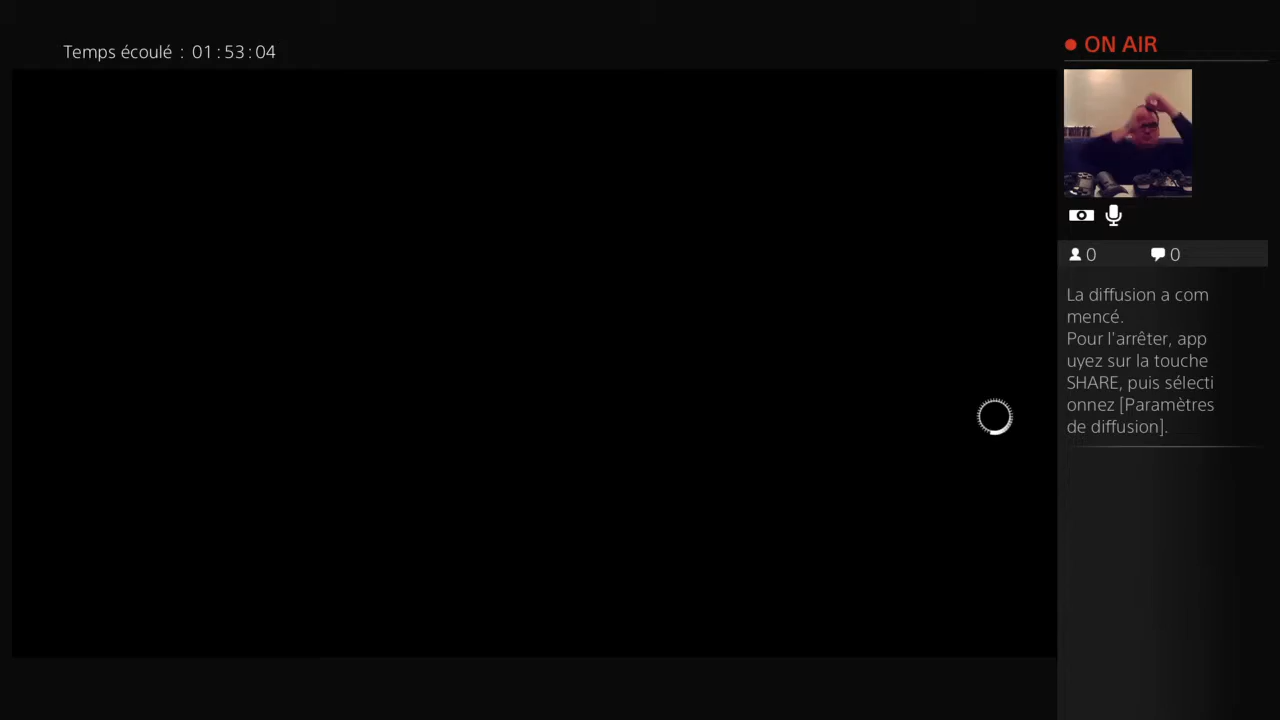 Temps écoulé : 01:53:04
ON AIR
0 0
La diffusion a com
mencé.
Pour l'arrêter, app
uyez sur la touche
SHARE, puis sélecti
onnez [Paramètres
de diffusion].